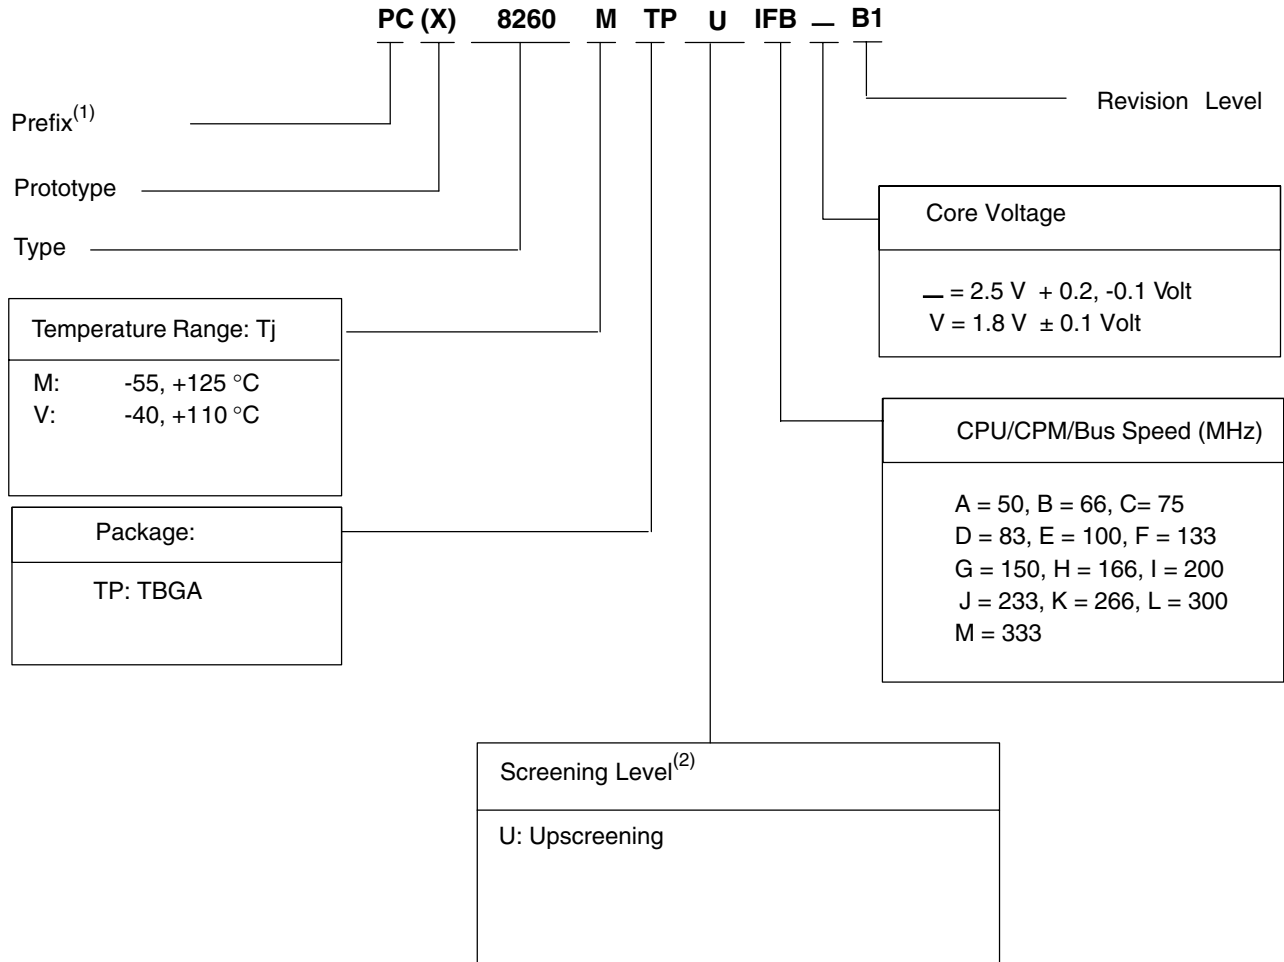 PC (X) 8260 M TP U IFB — B1
Revision Level
Prefix(1)
Prototype
Type
Core Voltage
— = 2.5 V + 0.2, -0.1 Volt
V = 1.8 V ± 0.1 Volt
Temperature Range: Tj
M: -55, +125 °C
V: -40, +110 °C
CPU/CPM/Bus Speed (MHz)
A = 50, B = 66, C= 75
D = 83, E = 100, F = 133
G = 150, H = 166, I = 200
J = 233, K = 266, L = 300
M = 333
Package:
TP: TBGA
Screening Level(2)
U: Upscreening